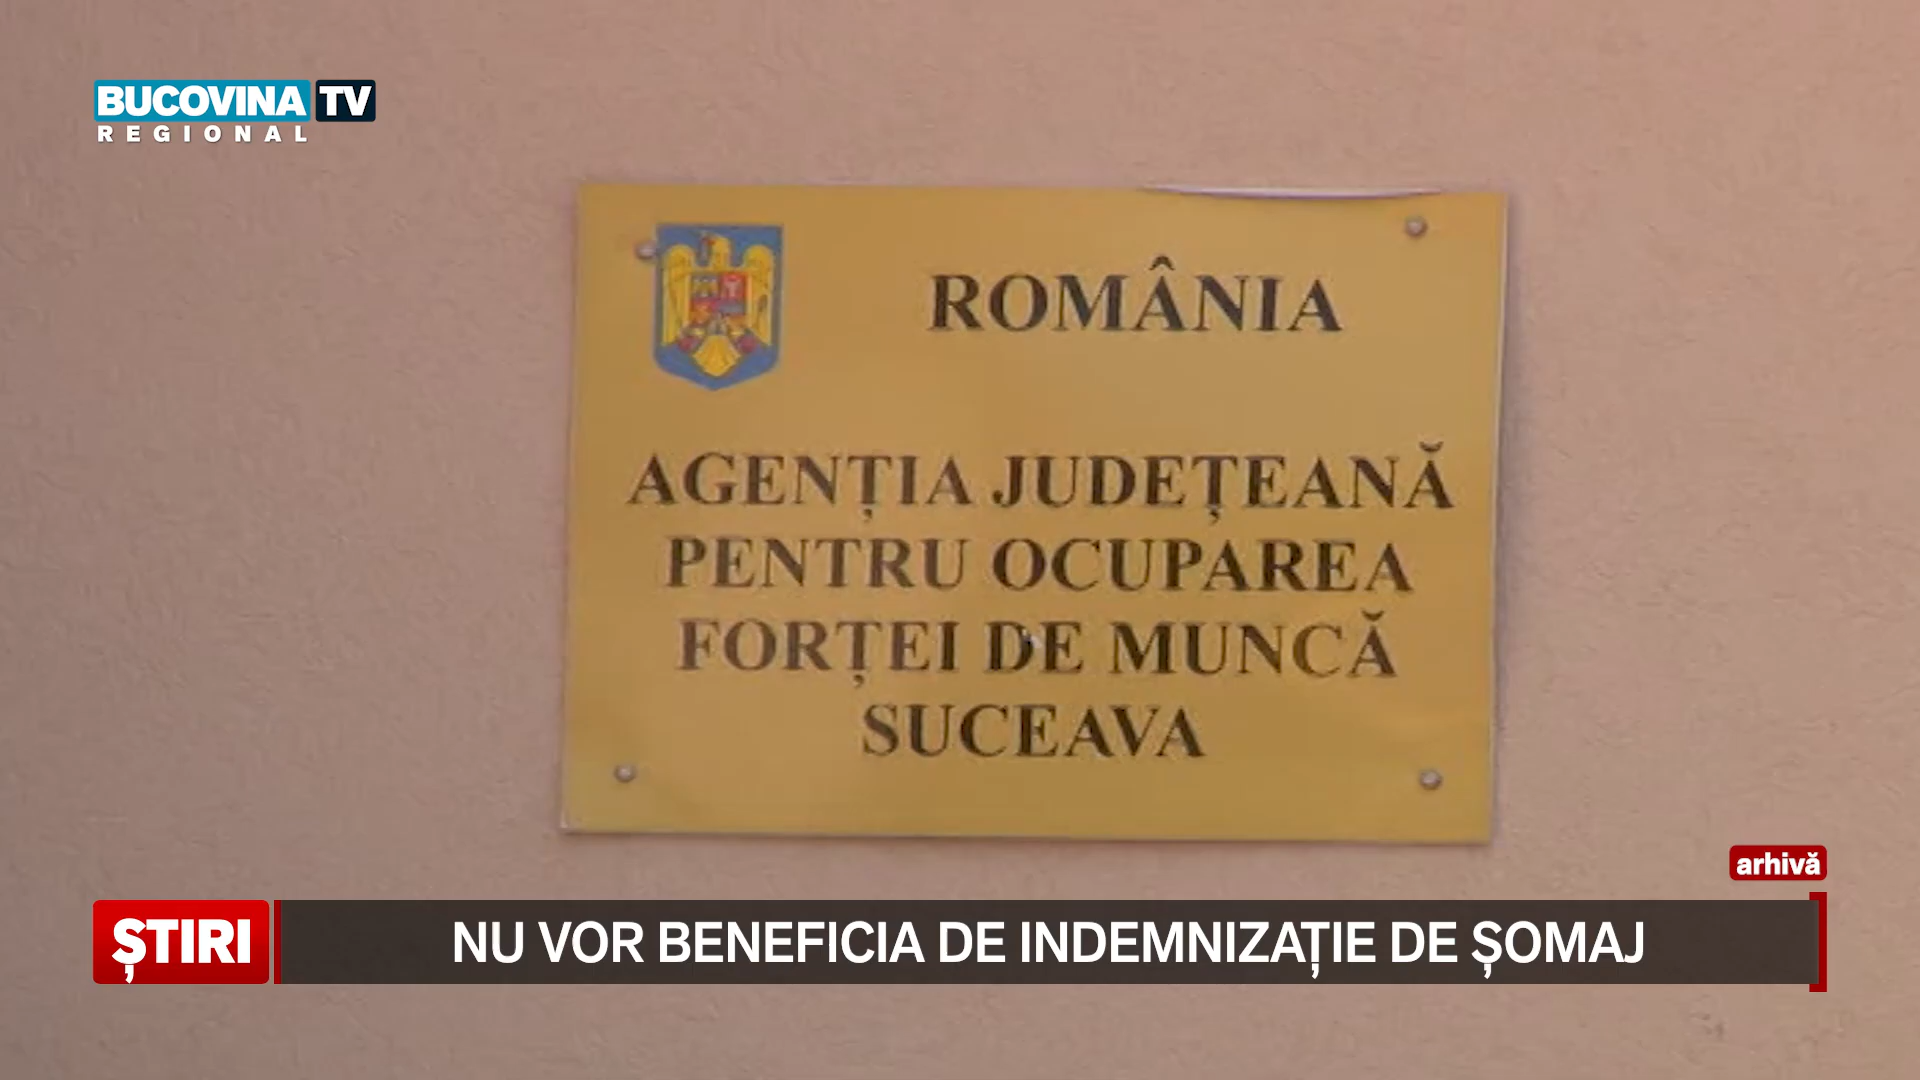 BUCOVINA TV
REGIONAL
ROMÂNIA
AGENȚIA JUDEȚEANĂ
PENTRU OCUPAREA
FORȚEI DE MUNCĂ
SUCEAVA
arhivă
ȘTIRI
NU VOR BENEFICIA DE INDEMNIZAȚIE DE ȘOMAJ